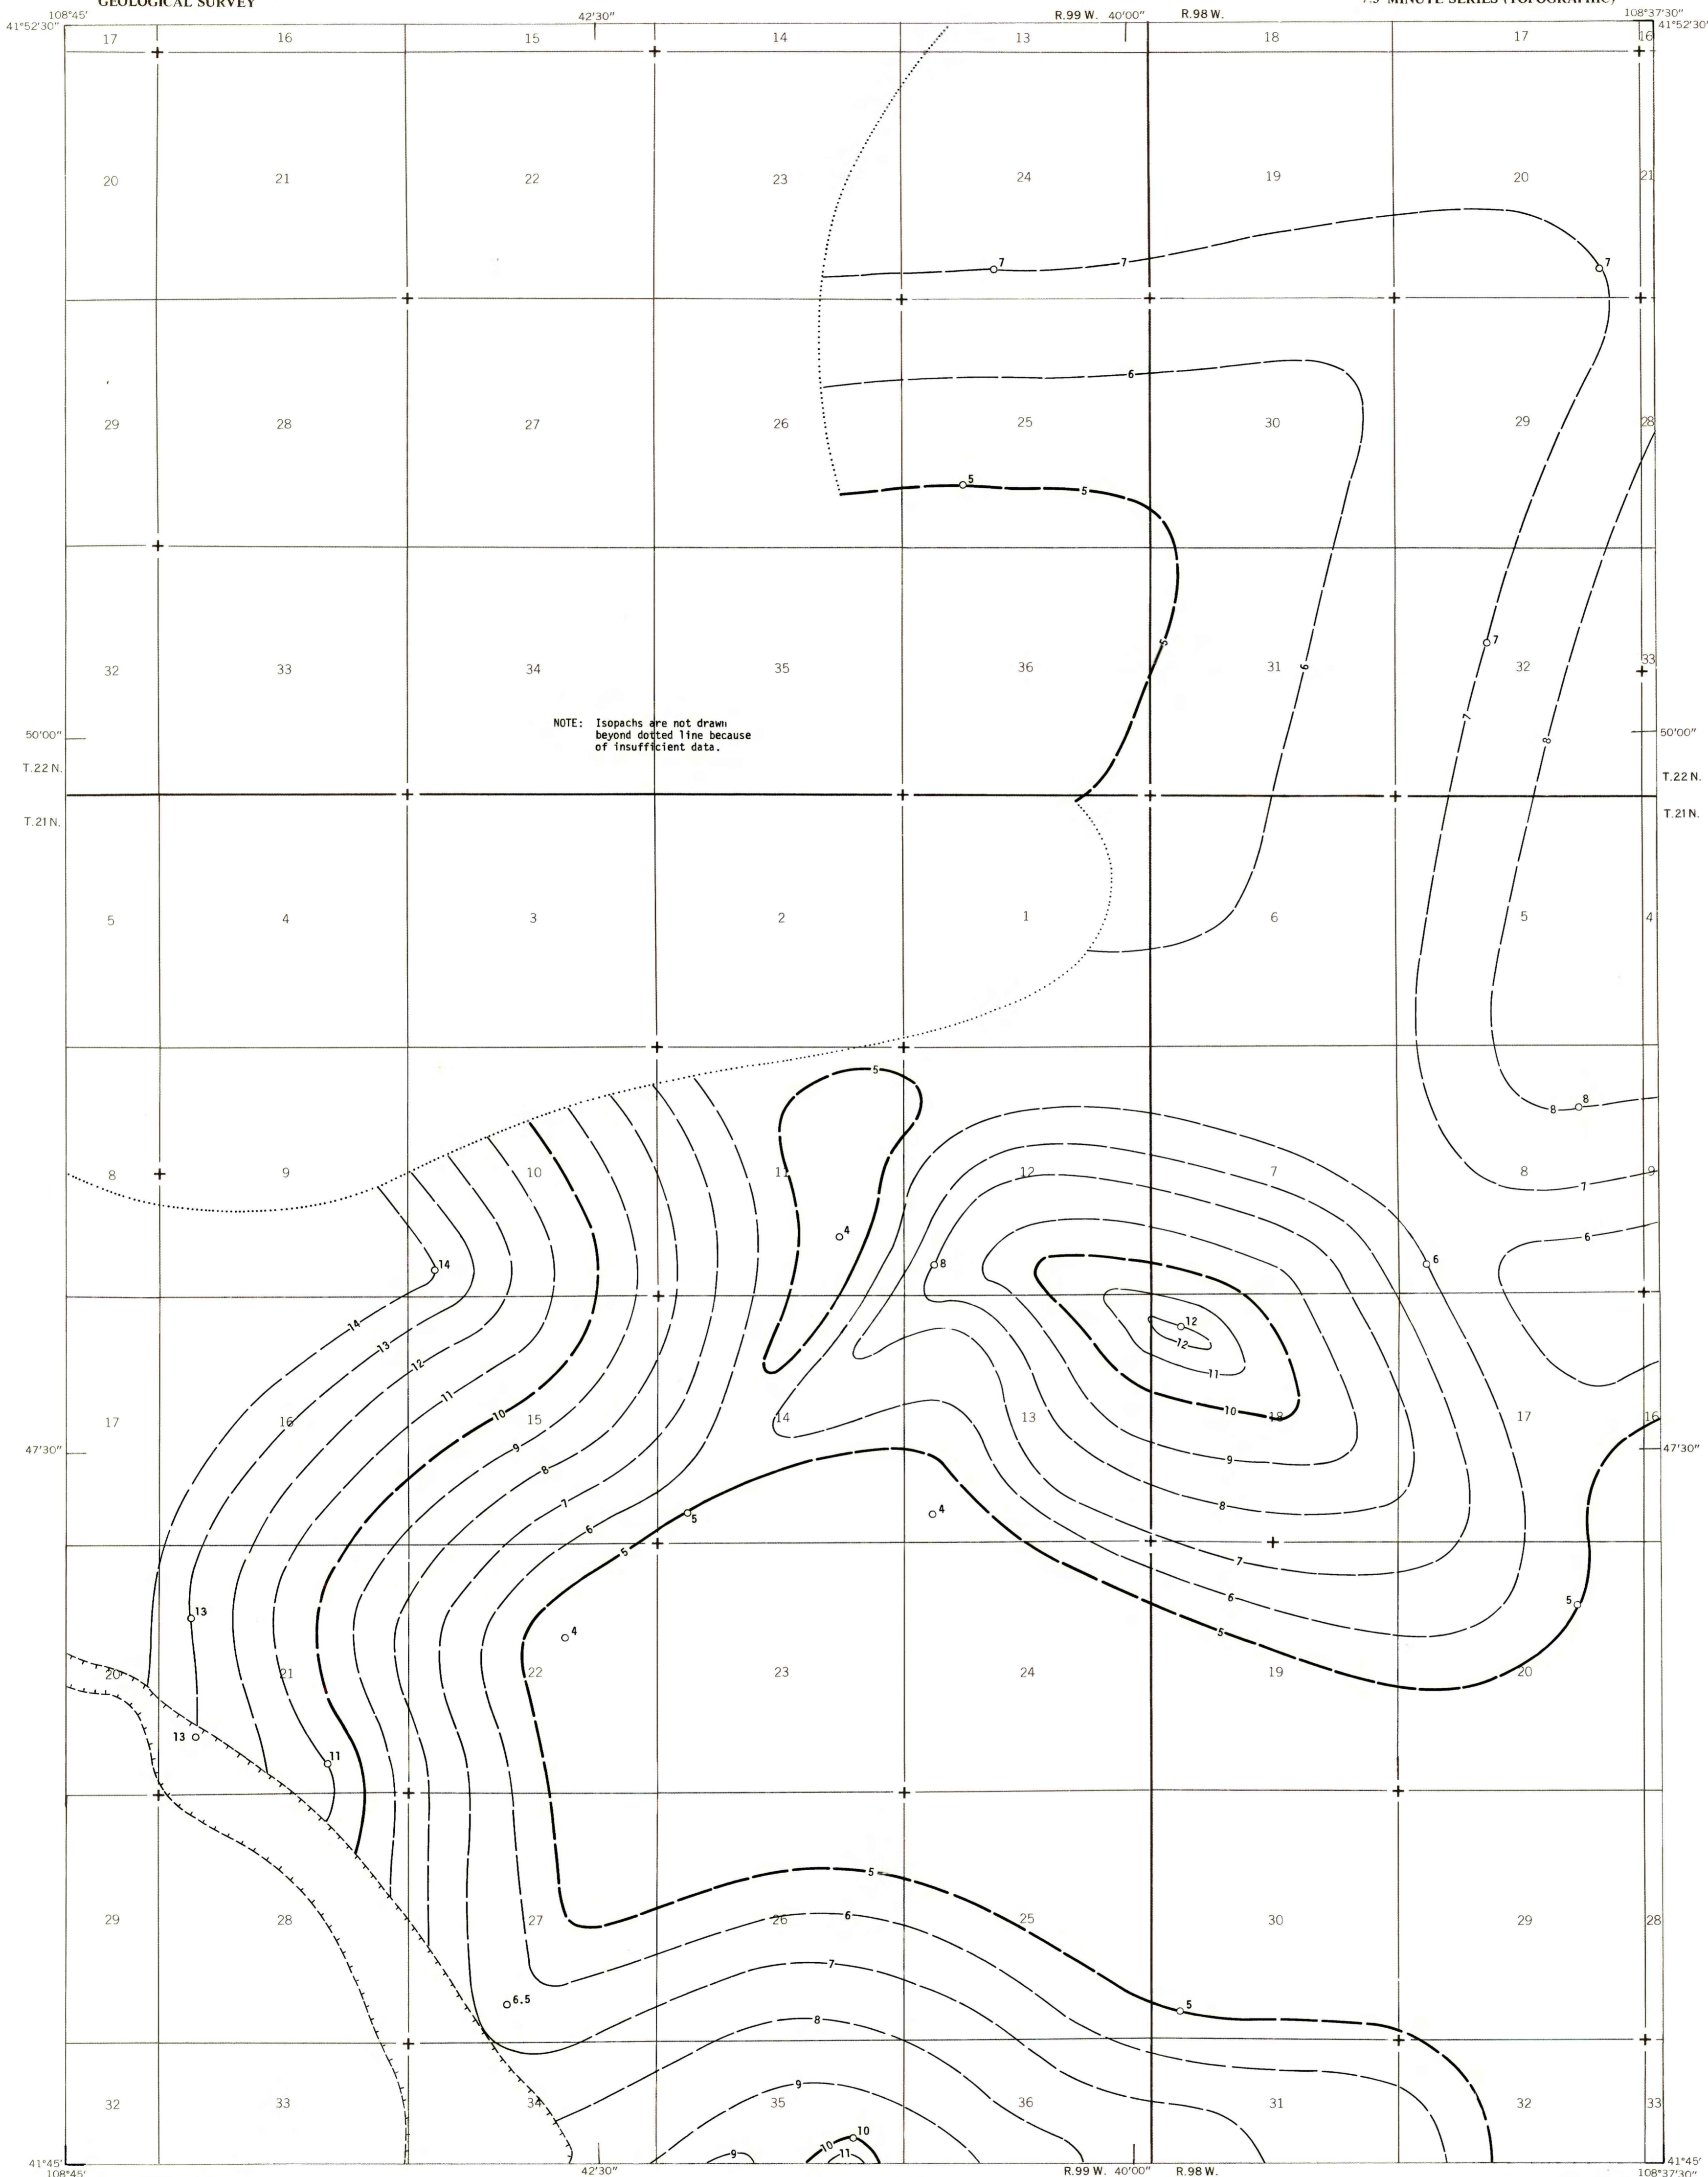 GEOLOGICAL SURVEY
7.5 MINUTE SERIES (TOPOGRAPHIC)
108°45' 42'30" R.99 W. 40'00" R.98 W. 108°37'30"
41°52'30" 41°52'30"
17 16 15 14 13 18 17 16
20 21 22 23 24 19 20 21
7 7 7
6
29 28 27 26 25 30 29 28
5 5
5 7
32 33 34 35 36 31 6 32 33
7
NOTE: Isopachs are not drawn
beyond dotted line because
of insufficient data.
8
50'00" 50'00"
T.22 N. T.22 N.
T.21 N. T.21 N.
5 4 3 2 1 6 5 4
5
8 8
8 9 10 11 12 7 8 9
7
4 6
14 8 6
14 12
13 12
12 11
11
10 10
17 16 15 14 13 18 17 16
9
47'30" 47'30"
8 9
7 8
6 5 4
5 7
6 5
13
4 5
20 21 22 23 24 19 20
13
11
5
29 28 27 26 25 30 29 28
6
7
6.5 5
8
9
32 33 34 35 36 31 32 33
10 10
9 11
41°45' 41°45'
108°45' 42'30" R.99 W. 40'00" R.98 W. 108°37'30"